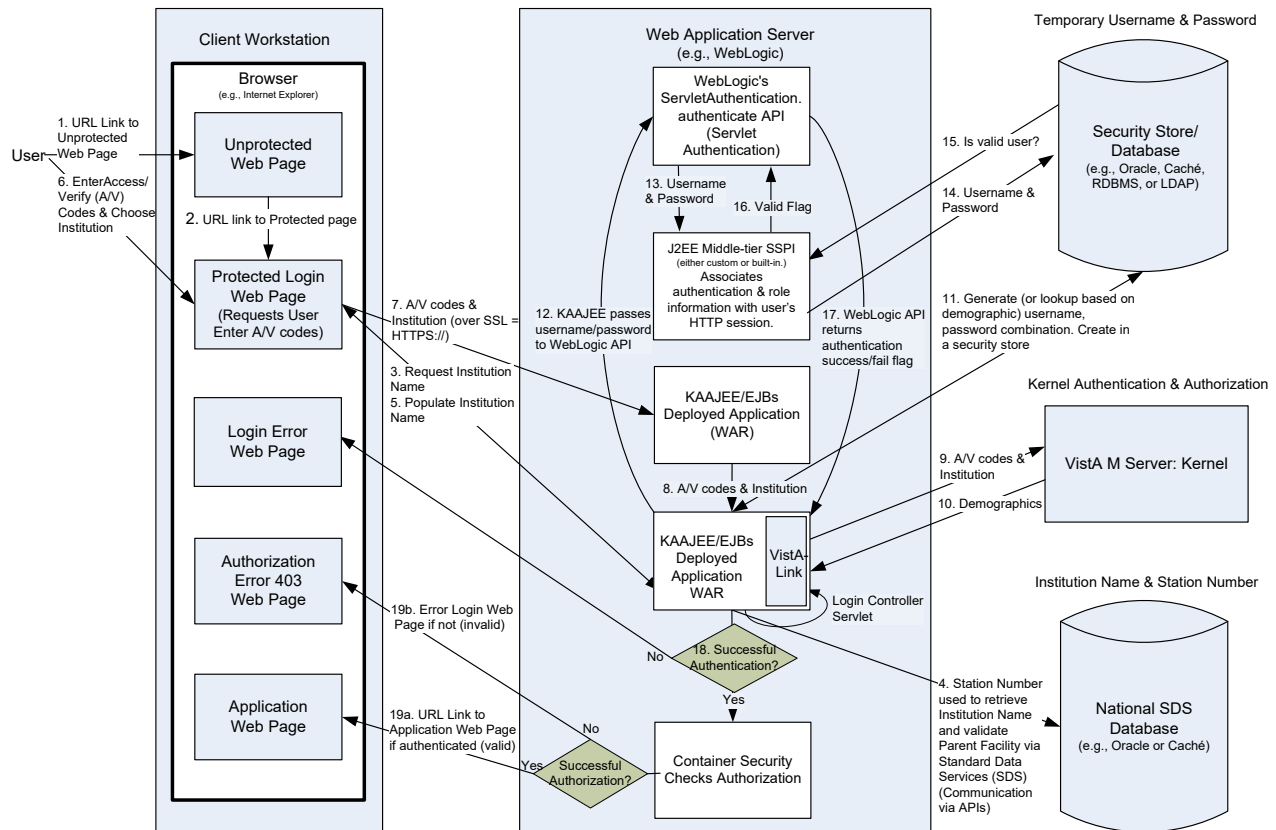 Client Workstation
Browser
(e.g., Internet Explorer)
User
1. URL Link to
Unprotected
Web Page
6. EnterAccess/
Verify (A/V)
Codes & Choose
Institution
Unprotected
Web Page
2. URL link to Protected page
Protected Login
Web Page
(Requests User
Enter A/V codes)
Login Error
Web Page
Authorization
Error 403
Web Page
Application
Web Page
7. A/V codes &
Institution (over SSL =
HTTPS://)
3. Request Institution
Name
5. Populate Institution
Name
19b. Error Login Web
Page if not (invalid)
19a. URL Link to
Application Web Page
if authenticated (valid)
No
Yes
Successful
Authorization?
Web Application Server
(e.g., WebLogic)
WebLogic's
ServletAuthentication.
authenticate API
(Servlet
Authentication)
13. Username
& Password
16. Valid Flag
J2EE Middle-tier SSPI
(either custom or built-in.)
Associates
authentication & role
information with user's
HTTP session.
12. KAAJEE passes
username/password
to WebLogic API
17. WebLogic API
returns
authentication
success/fail flag
KAAJEE/EJBs
Deployed Application
(WAR)
8. A/V codes & Institution
KAAJEE/EJBs
Deployed
Application
WAR
VistA-
Link
Login Controller
Servlet
No
18. Successful
Authentication?
Yes
Container Security
Checks Authorization
Temporary Username & Password
Security Store/
Database
(e.g., Oracle, Caché,
RDBMS, or LDAP)
15. Is valid user?
14. Username &
Password
11. Generate (or lookup based on
demographic) username,
password combination. Create in
a security store
Kernel Authentication & Authorization
VistA M Server: Kernel
9. A/V codes &
Institution
10. Demographics
Institution Name & Station Number
National SDS
Database
(e.g., Oracle or Caché)
4. Station Number
used to retrieve
Institution Name
and validate
Parent Facility via
Standard Data
Services (SDS)
(Communication
via APIs)